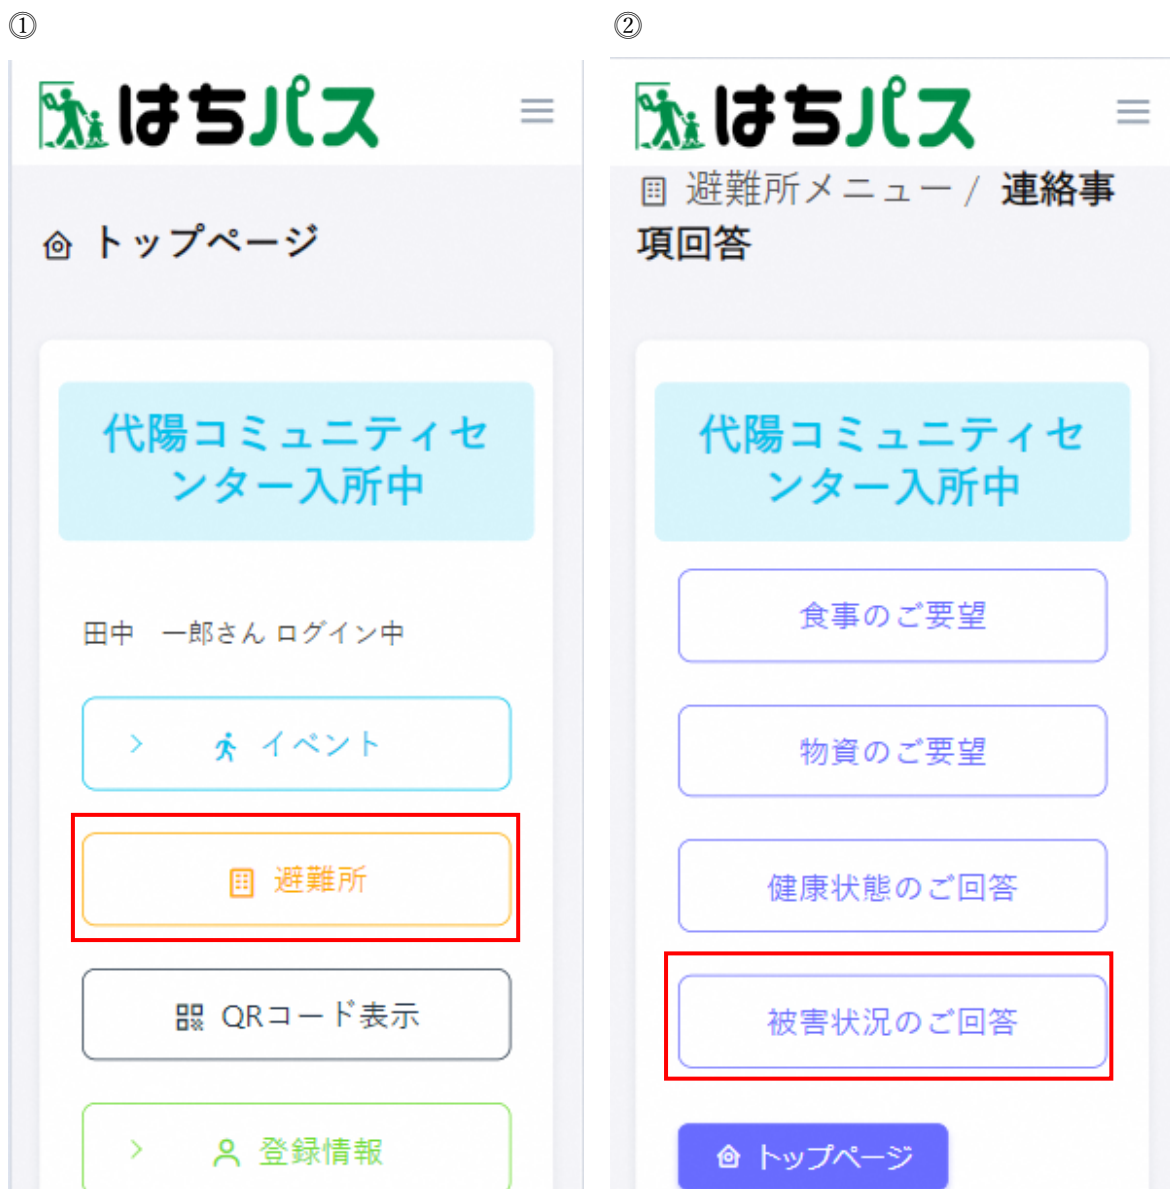 ①
はちパス
トップページ
代陽コミュニティセ
ンター入所中
田中　一郎さん ログイン中
イベント
避難所
QRコード表示
登録情報
②
はちパス
避難所メニュー / 連絡事
項回答
代陽コミュニティセ
ンター入所中
食事のご要望
物資のご要望
健康状態のご回答
被害状況のご回答
トップページ